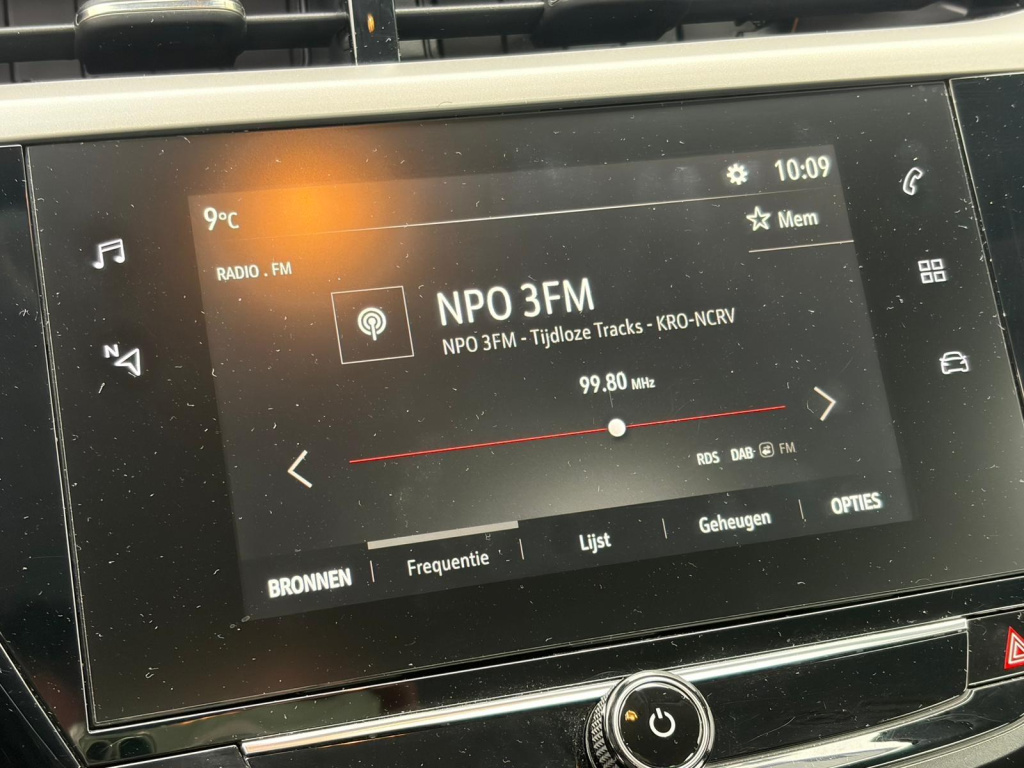 10:09
9°C
Mem
RADIO . FM
NPO 3FM
NPO 3FM - Tijdloze Tracks - KRO-NCRV
N
99.80 MHz
RDS DAB FM
BRONNEN Frequentie Lijst Geheugen OPTIES